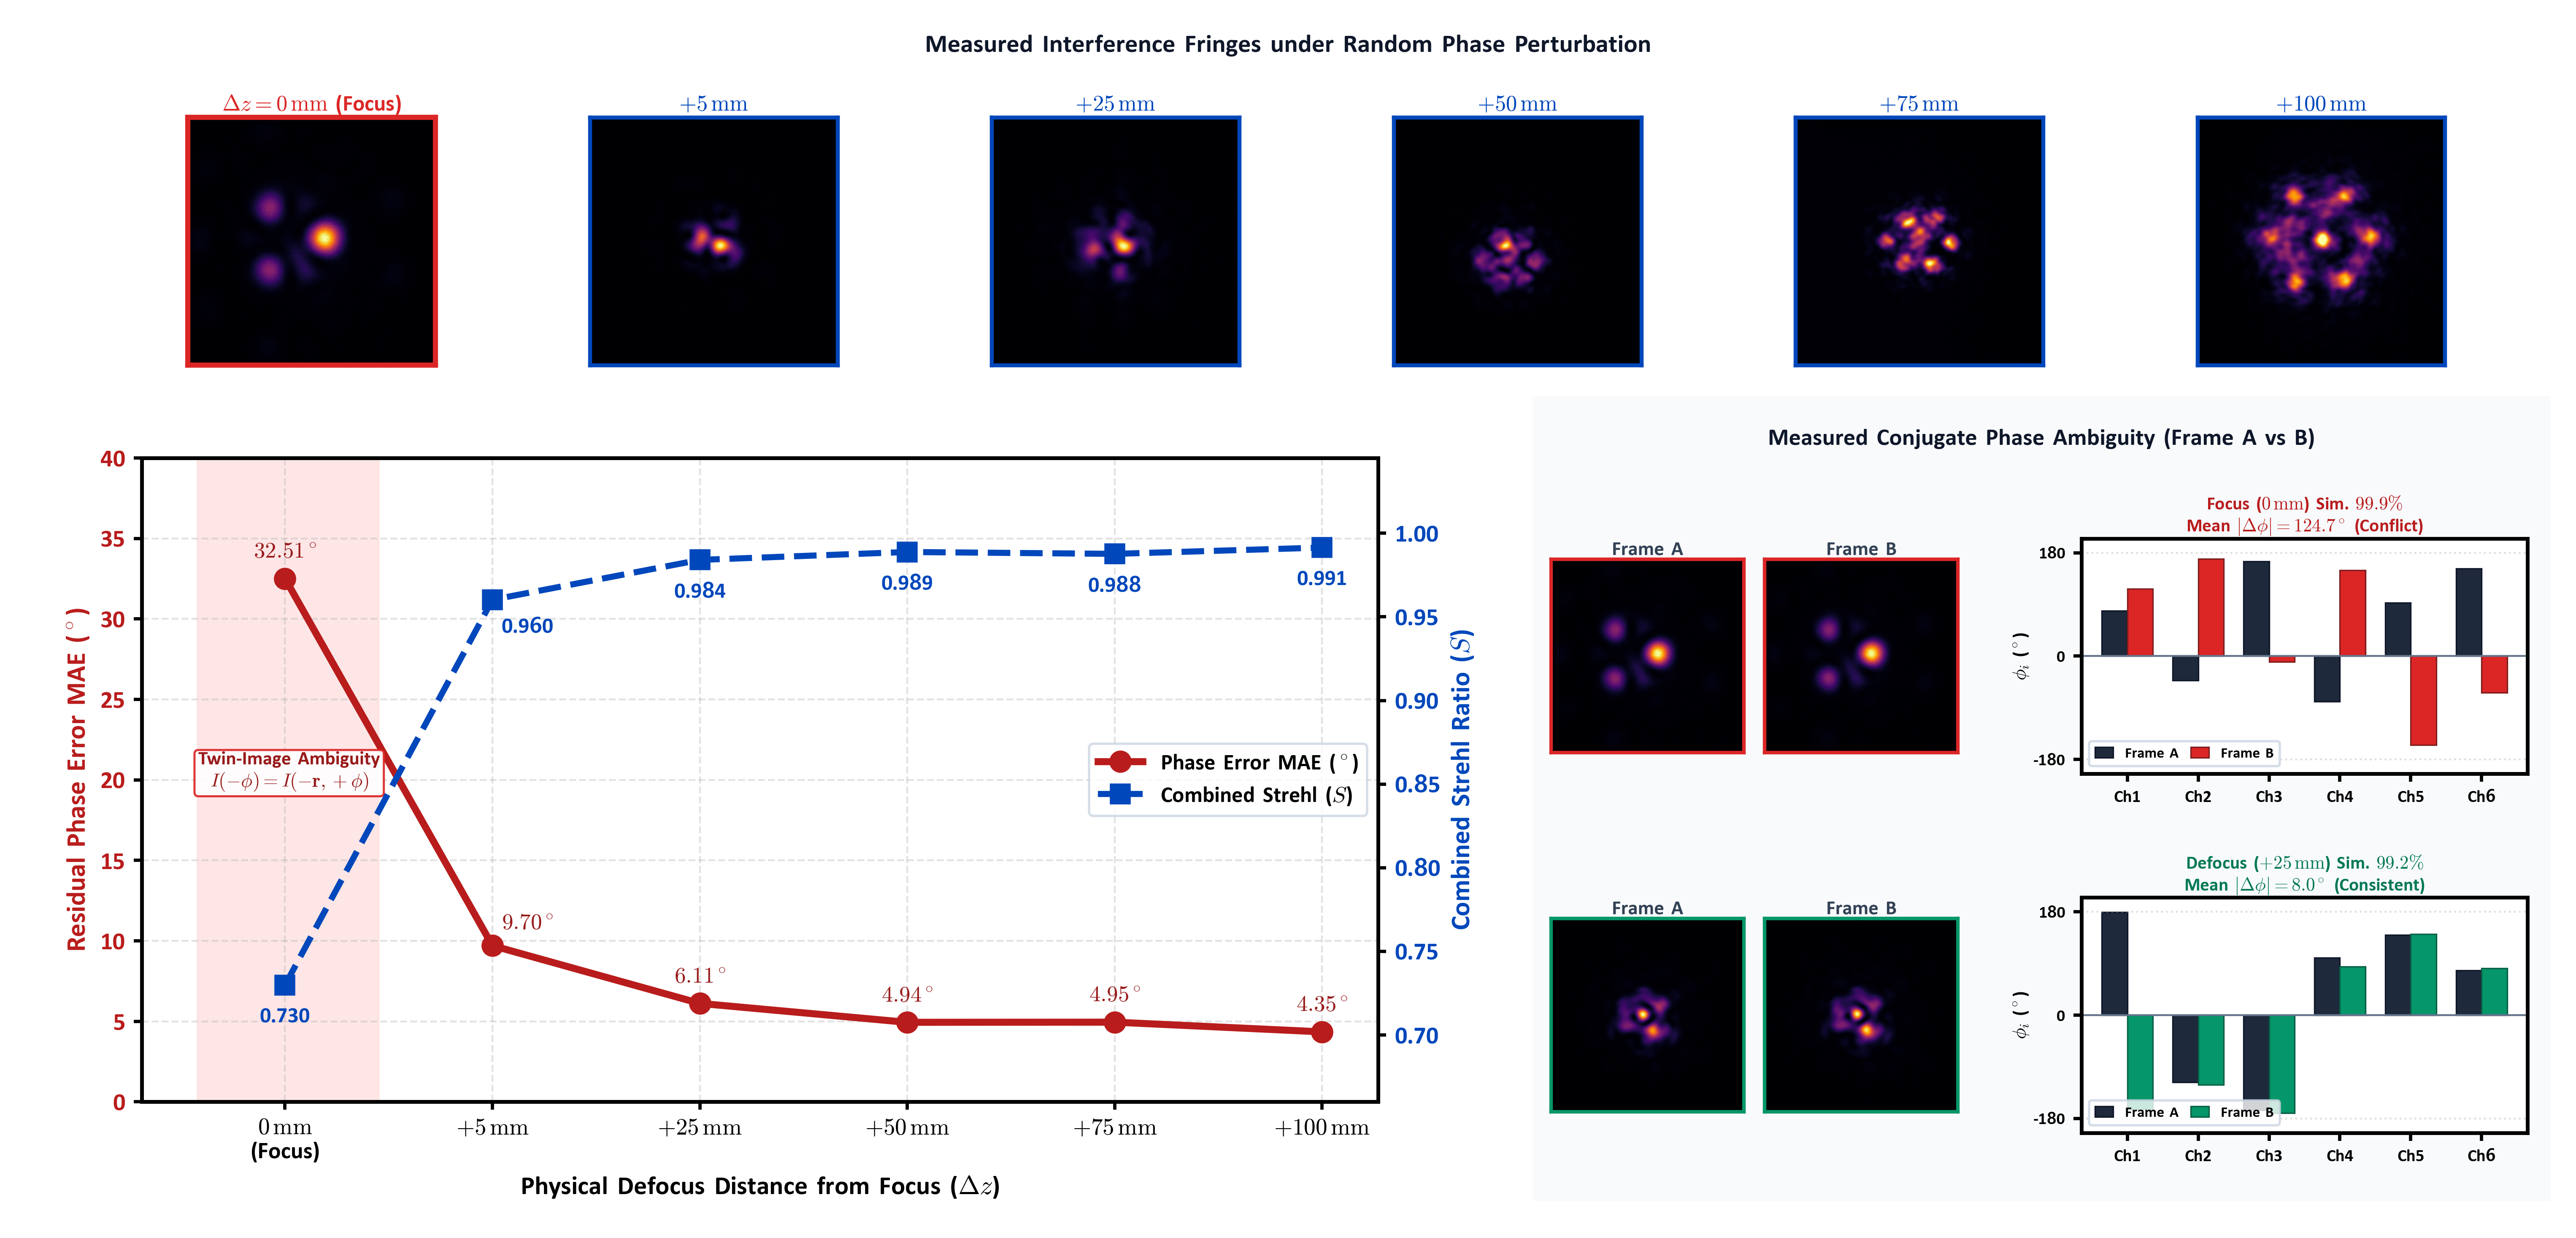 Measured Interference Fringes under Random Phase Perturbation
Δz = 0 mm (Focus)
+5 mm
+25 mm
+50 mm
+75 mm
+100 mm
Residual Phase Error MAE (°)
40
35
30
25
20
15
10
5
0
32.51°
9.70°
6.11°
4.94°
4.95°
4.35°
0.730
0.960
0.984
0.989
0.988
0.991
Twin-Image Ambiguity
I(−ϕ) = I(−r, +ϕ)
Phase Error MAE (°)
Combined Strehl (S)
1.00
0.95
0.90
0.85
0.80
0.75
0.70
Combined Strehl Ratio (S)
0 mm
(Focus)
+5 mm
+25 mm
+50 mm
+75 mm
+100 mm
Physical Defocus Distance from Focus (Δz)
Measured Conjugate Phase Ambiguity (Frame A vs B)
Frame A
Frame B
Focus (0 mm) Sim. 99.9%
Mean |Δϕ| = 124.7° (Conflict)
ϕi (°)
180
0
-180
Frame A
Frame B
Ch1
Ch2
Ch3
Ch4
Ch5
Ch6
Frame A
Frame B
Defocus (+25 mm) Sim. 99.2%
Mean |Δϕ| = 8.0° (Consistent)
ϕi (°)
180
0
-180
Frame A
Frame B
Ch1
Ch2
Ch3
Ch4
Ch5
Ch6